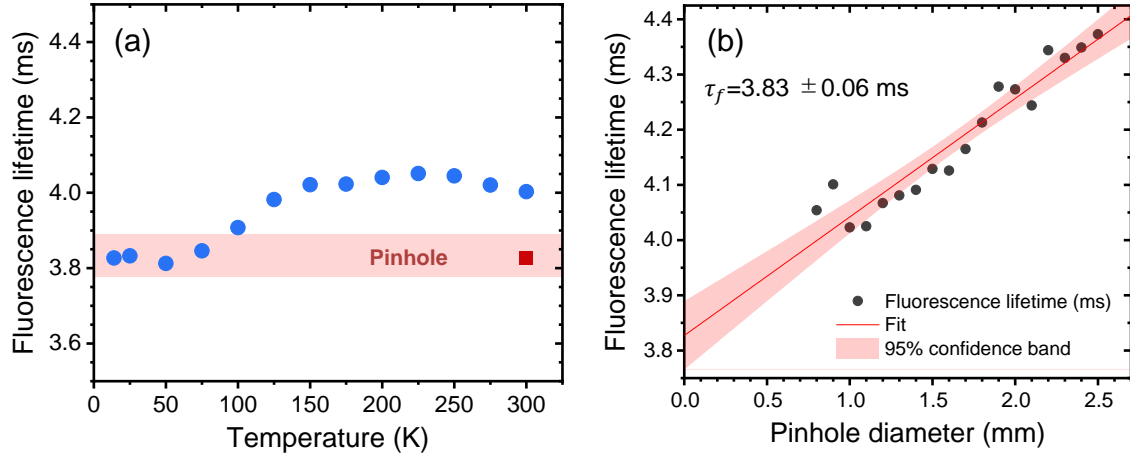 (a)
Fluorescence lifetime (ms)
4.4
4.2
4.0
3.8
3.6
Pinhole
0 50 100 150 200 250 300
Temperature (K)
(b)
Fluorescence lifetime (ms)
4.4
4.3
4.2
4.1
4.0
3.9
3.8
τf=3.83 ±0.06 ms
Fluorescence lifetime (ms)
Fit
95% confidence band
0.0 0.5 1.0 1.5 2.0 2.5
Pinhole diameter (mm)